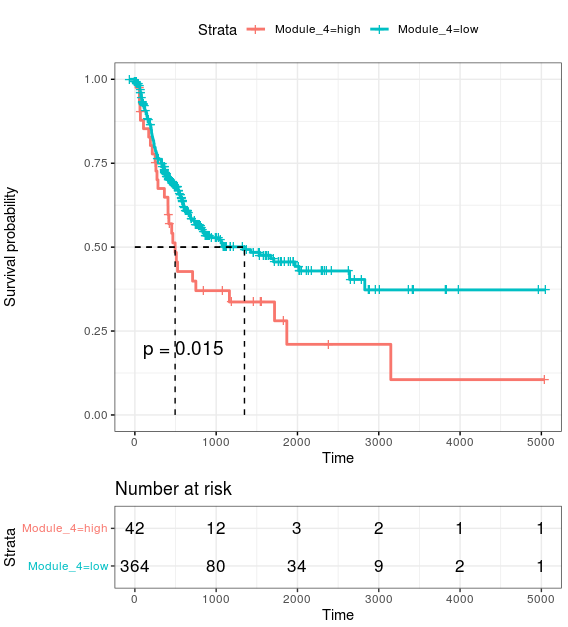 Strata Module_4=high Module_4=low
Survival probability
1.00
0.75
0.50
0.25
0.00
p = 0.015
0 1000 2000 3000 4000 5000
Time
Number at risk
Strata
Module_4=high 42 12 3 2 1 1
Module_4=low 364 80 34 9 2 1
0 1000 2000 3000 4000 5000
Time